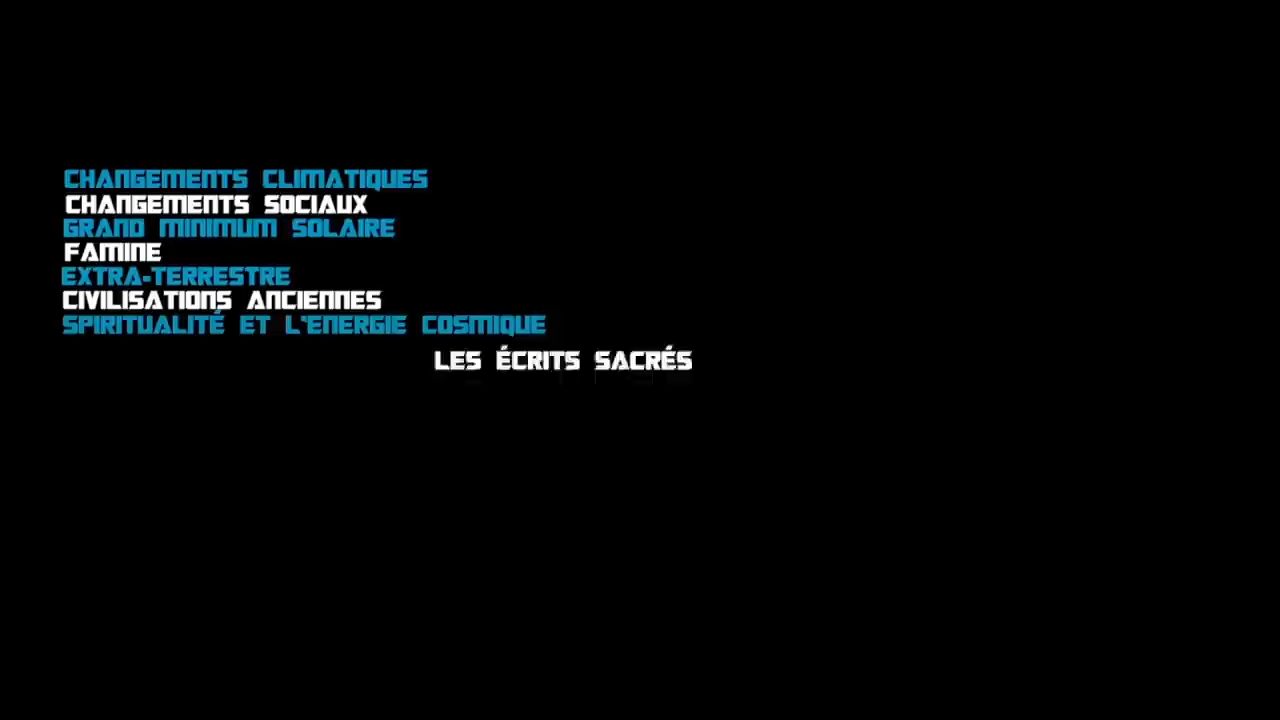 CHANGEMENTS CLIMATIQUES
CHANGEMENTS SOCIAUX
GRAND MINIMUM SOLAIRE
FAMINE
EXTRA-TERRESTRE
CIVILISATIONS ANCIENNES
SPIRITUALITÉ ET L'ENERGIE COSMIQUE
LES ÉCRITS SACRÉS